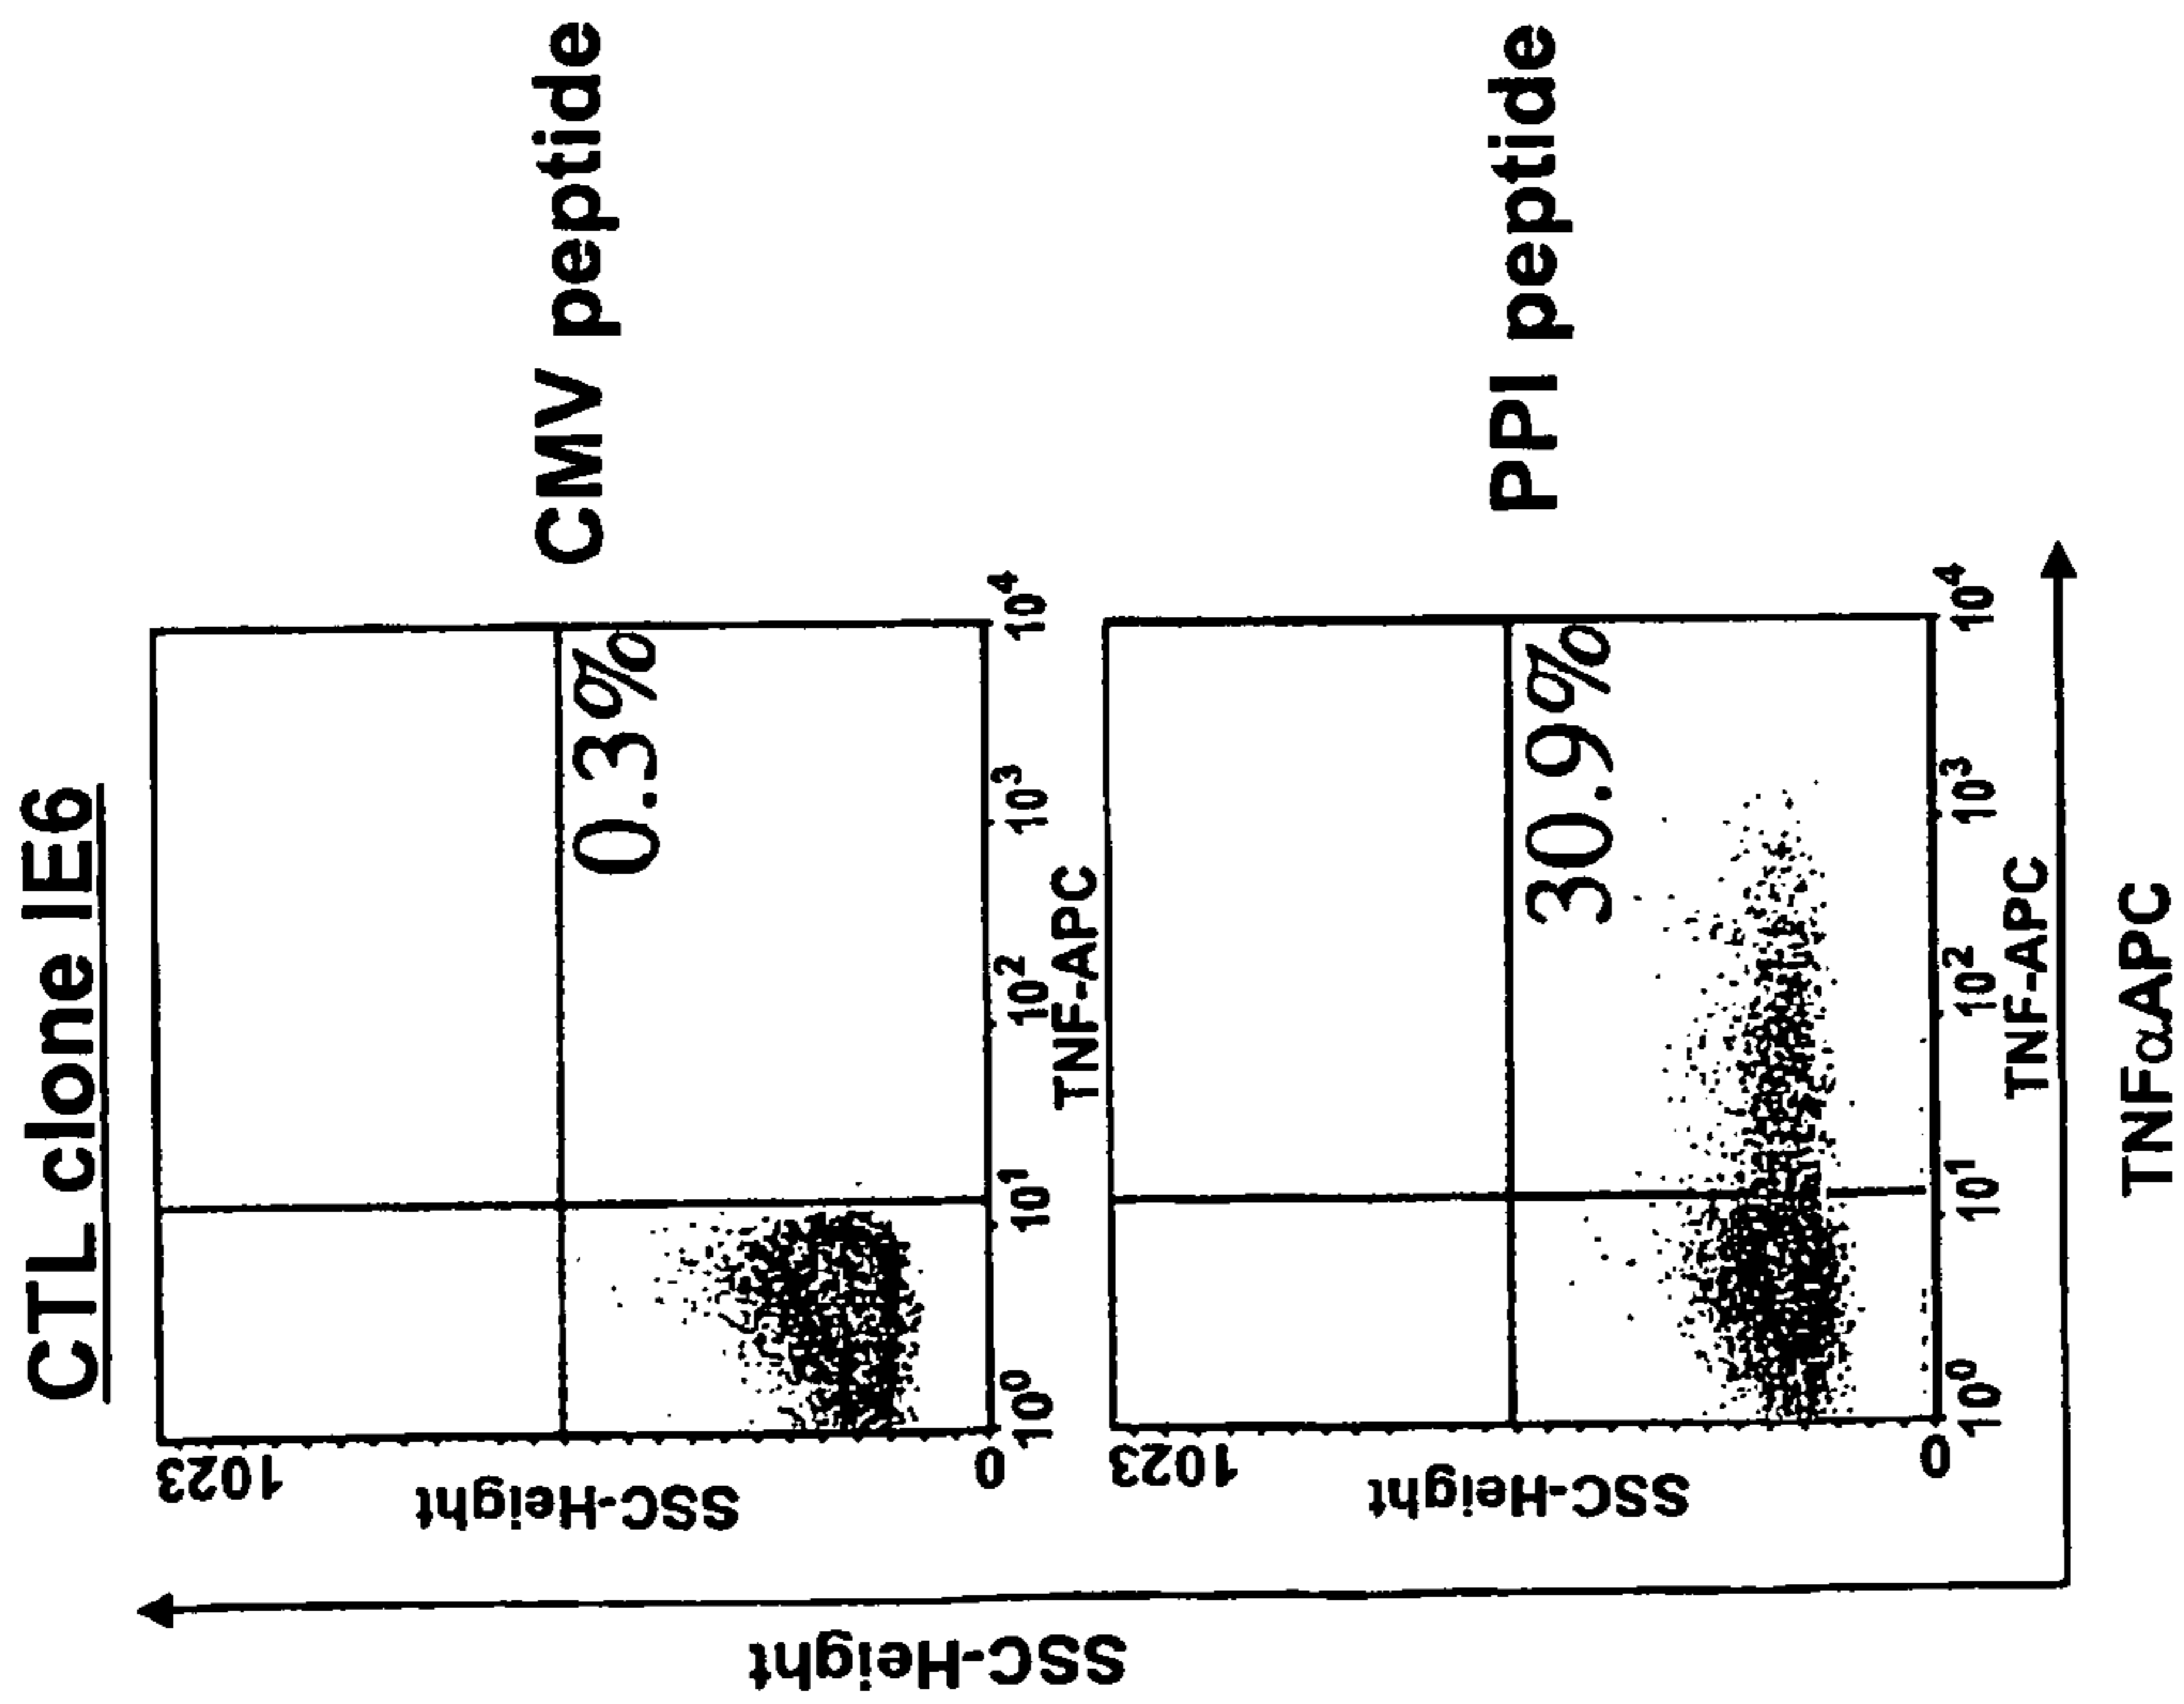 CTL clone IE6
SSC-Height
1023
SSC-Height
0
0.3%
10⁰ 10¹ 10² 10³ 10⁴
TNF-APC
CMV peptide
1023
SSC-Height
0
30.9%
10⁰ 10¹ 10² 10³ 10⁴
TNF-APC
PPI peptide
TNFαAPC